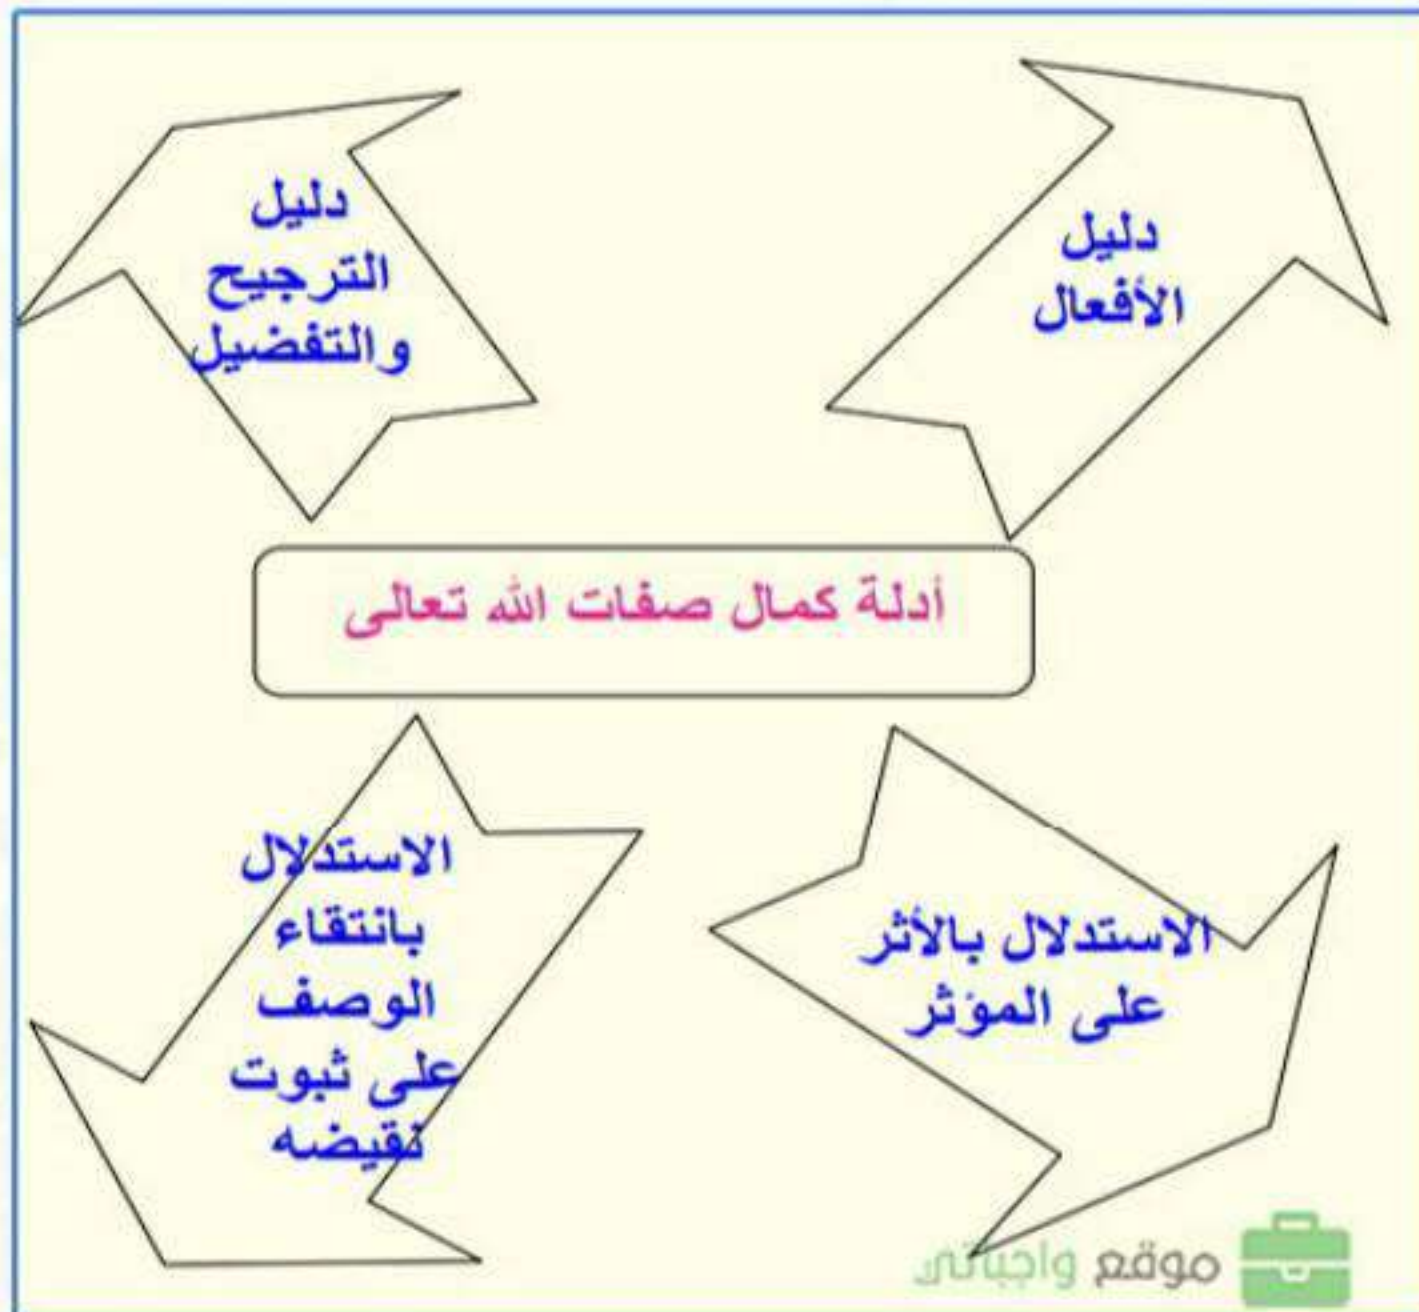 دليل
الأفعال
دليل
الترجيح
والتفضيل
أدلة كمال صفات الله تعالى
الاستدلال بالأثر
على المؤثر
الاستدلال
بانتقاء
الوصف
على ثبوت
نقيضه
موقع واجباتي